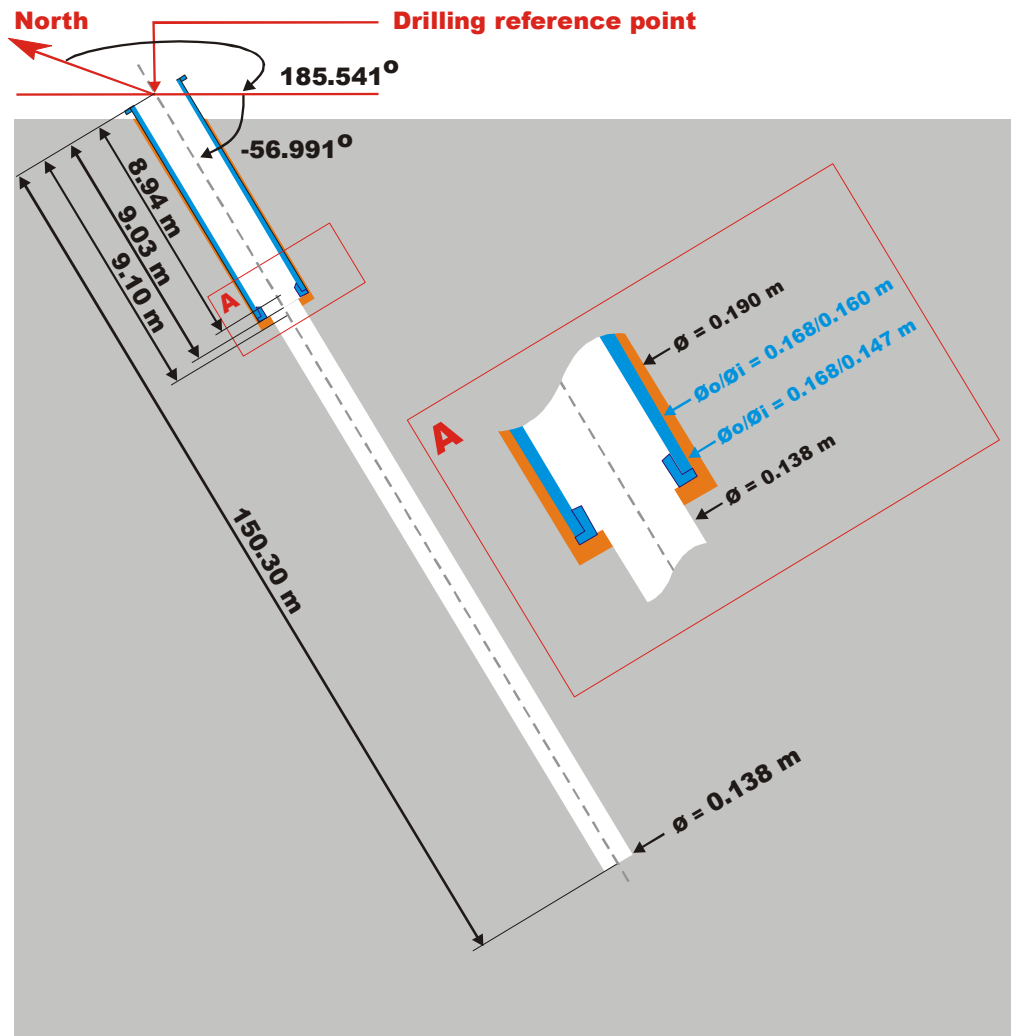 North
Drilling reference point
185.541°
-56.991°
8.94 m
9.03 m
9.10 m
A
150.30 m
A
ø = 0.190 m
Øo/Øi = 0.168/0.160 m
Øo/Øi = 0.168/0.147 m
ø = 0.138 m
ø = 0.138 m